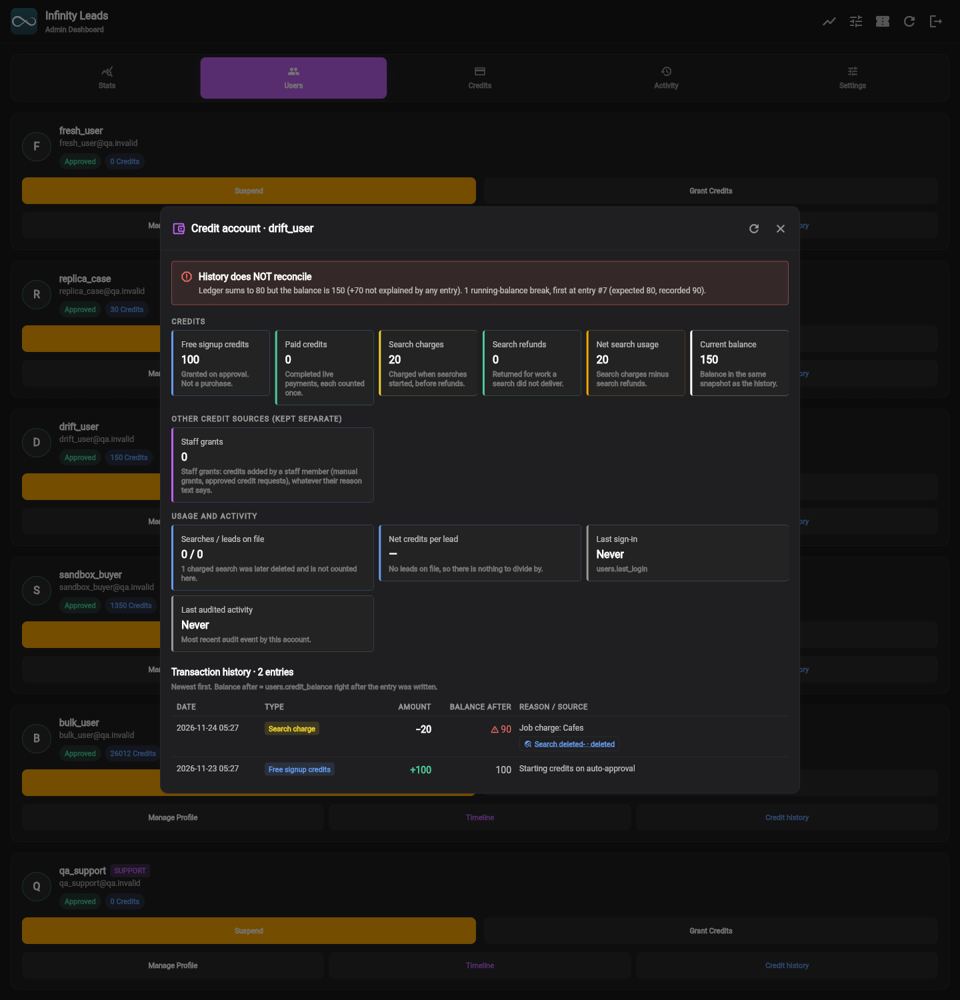 Infinity Leads
Admin Dashboard
Stats
Users
Credits
Activity
Settings
F
fresh_user
fresh_user@qa.invalid
Approved
0 Credits
Suspend
Grant Credits
R
replica_case
replica_case@qa.invalid
Approved
30 Credits
D
drift_user
drift_user@qa.invalid
Approved
150 Credits
S
sandbox_buyer
sandbox_buyer@qa.invalid
Approved
1350 Credits
B
bulk_user
bulk_user@qa.invalid
Approved
26012 Credits
Credit account · drift_user
History does NOT reconcile
Ledger sums to 80 but the balance is 150 (+70 not explained by any entry). 1 running-balance break, first at entry #7 (expected 80, recorded 90).
CREDITS
Free signup credits
100
Granted on approval.
Not a purchase.
Paid credits
0
Completed live
payments, each counted
once.
Search charges
20
Charged when searches
started, before refunds.
Search refunds
0
Returned for work a
search did not deliver.
Net search usage
20
Search charges minus
search refunds.
Current balance
150
Balance in the same
snapshot as the history.
OTHER CREDIT SOURCES (KEPT SEPARATE)
Staff grants
0
Staff grants: credits added by a staff member (manual
grants, approved credit requests), whatever their reason
text says.
USAGE AND ACTIVITY
Searches / leads on file
0 / 0
1 charged search was later deleted and is not counted
here.
Net credits per lead
—
No leads on file, so there is nothing to divide by.
Last sign-in
Never
users.last_login
Last audited activity
Never
Most recent audit event by this account.
Transaction history · 2 entries
Newest first. Balance after = users.credit_balance right after the entry was written.
DATE TYPE AMOUNT BALANCE AFTER REASON / SOURCE
2026-11-24 05:27 Search charge −20 90 Job charge: Cafes
Search deleted · deleted
2026-11-23 05:27 Free signup credits +100 100 Starting credits on auto-approval
Manage Profile
Timeline
Credit history
Q
qa_support SUPPORT
qa_support@qa.invalid
Approved
0 Credits
Suspend
Grant Credits
Manage Profile
Timeline
Credit history